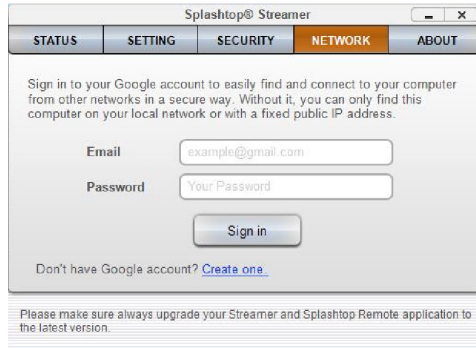 Splashtop® Streamer
STATUS SETTING SECURITY NETWORK ABOUT
Sign in to your Google account to easily find and connect to your computer
from other networks in a secure way. Without it, you can only find this
computer on your local network or with a fixed public IP address.
Email example@gmail.com
Password Your Password
Sign in
Don't have Google account? Create one.
Please make sure always upgrade your Streamer and Splashtop Remote application to
the latest version.